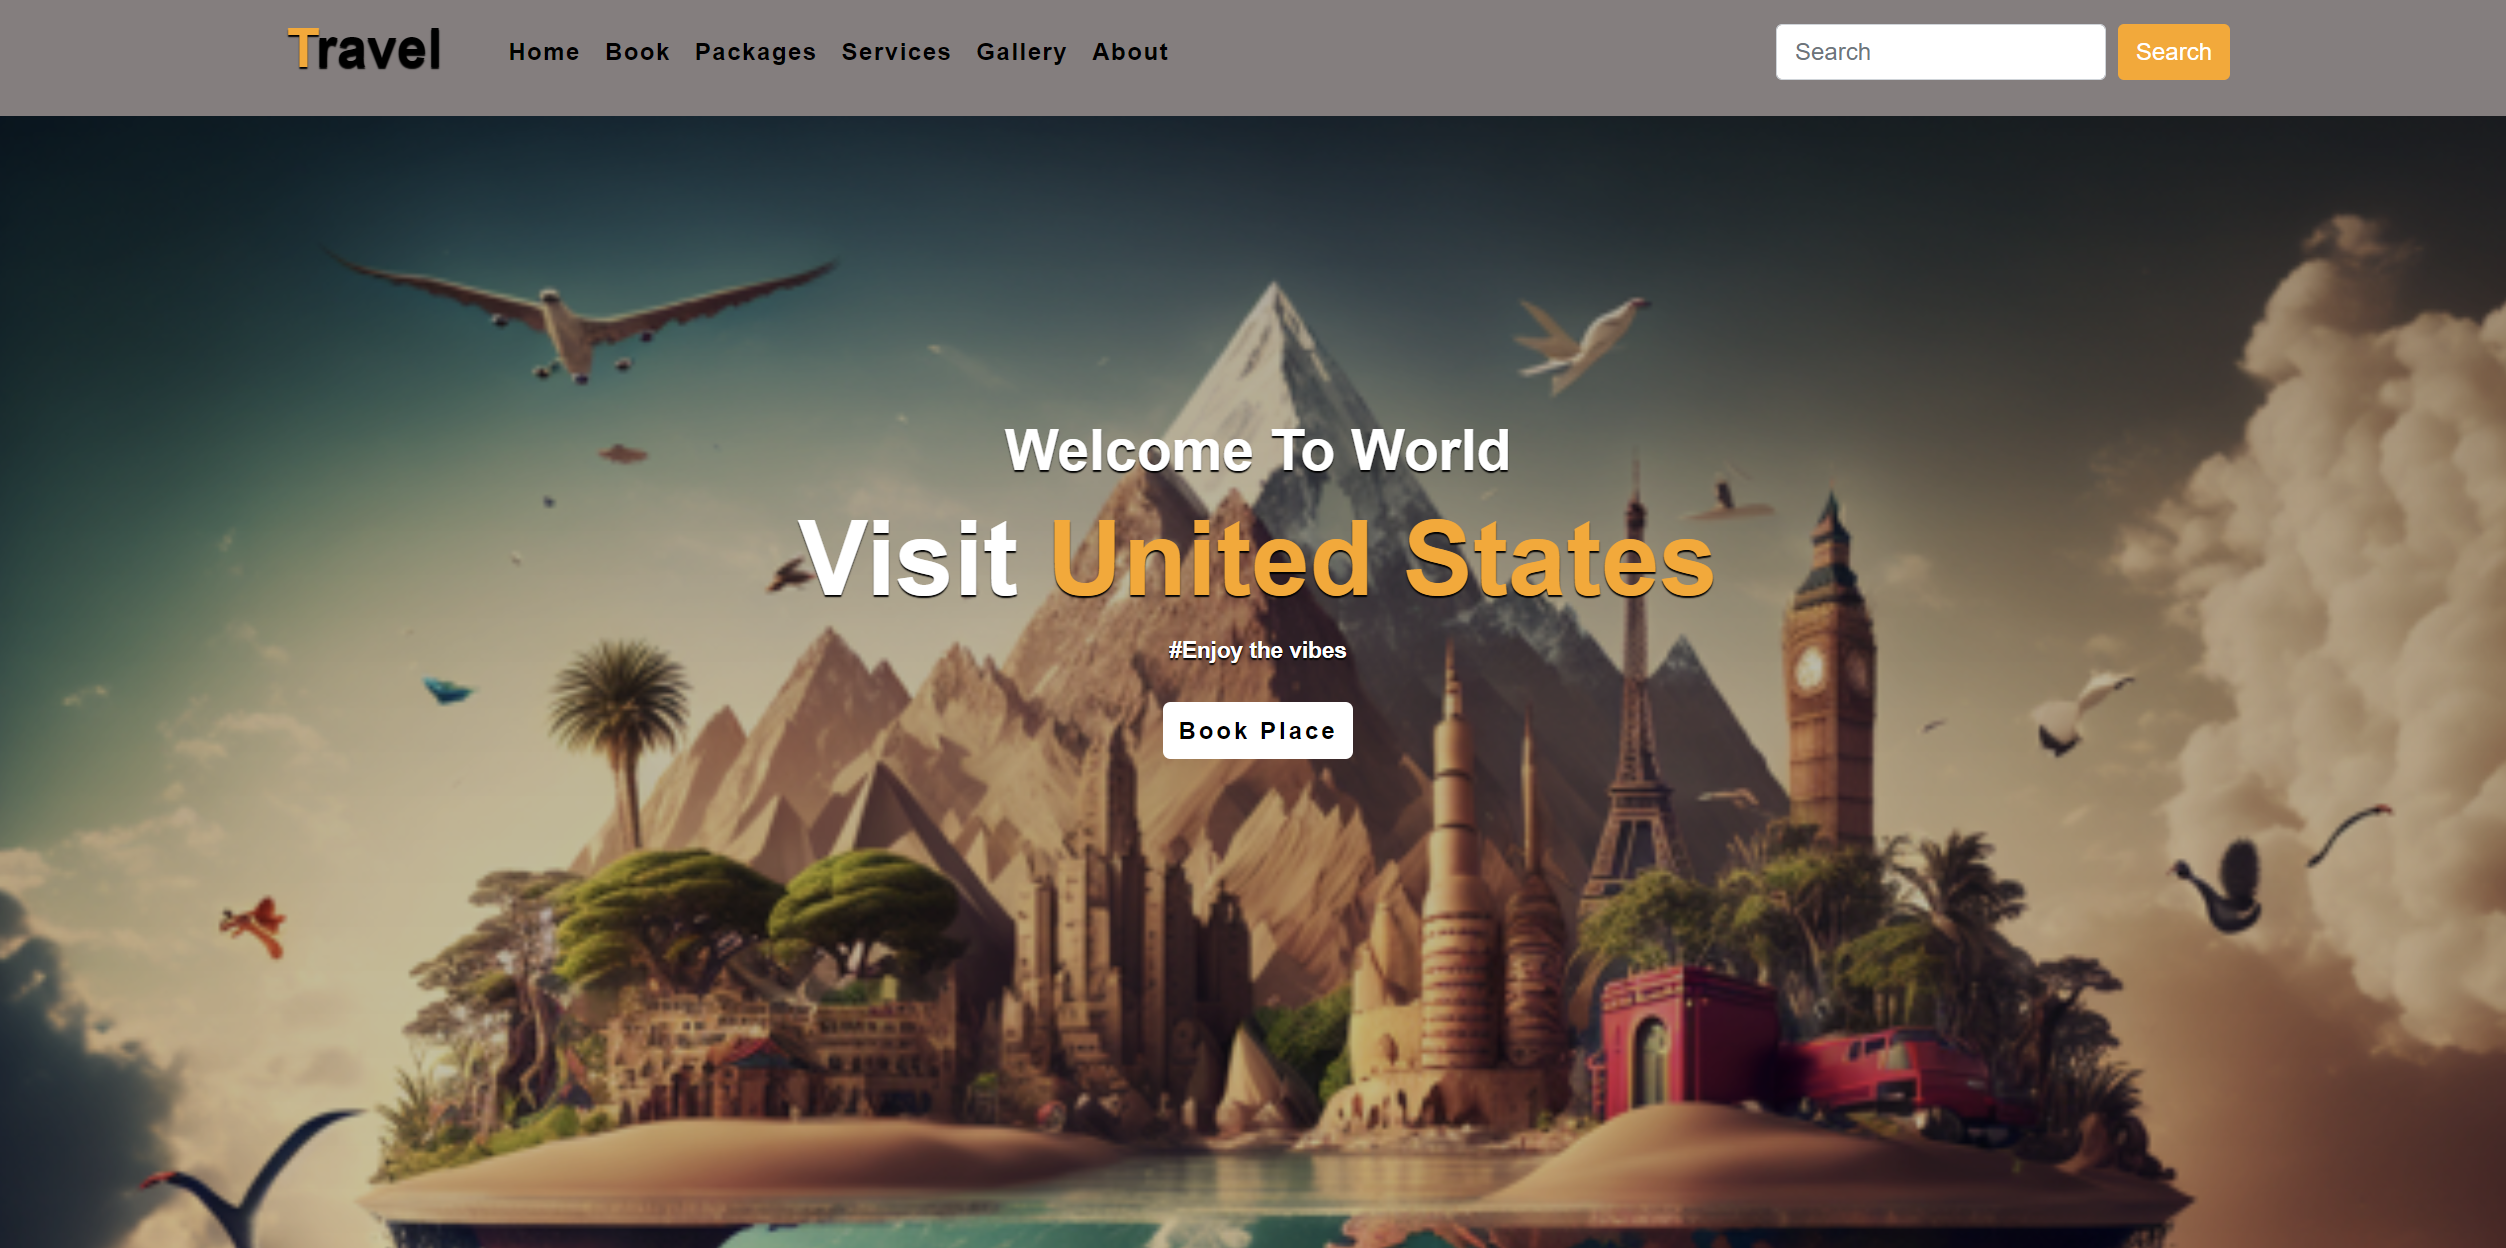 Travel Home Book Packages Services Gallery About Search Search
Welcome To World
Visit United States
#Enjoy the vibes
Book Place